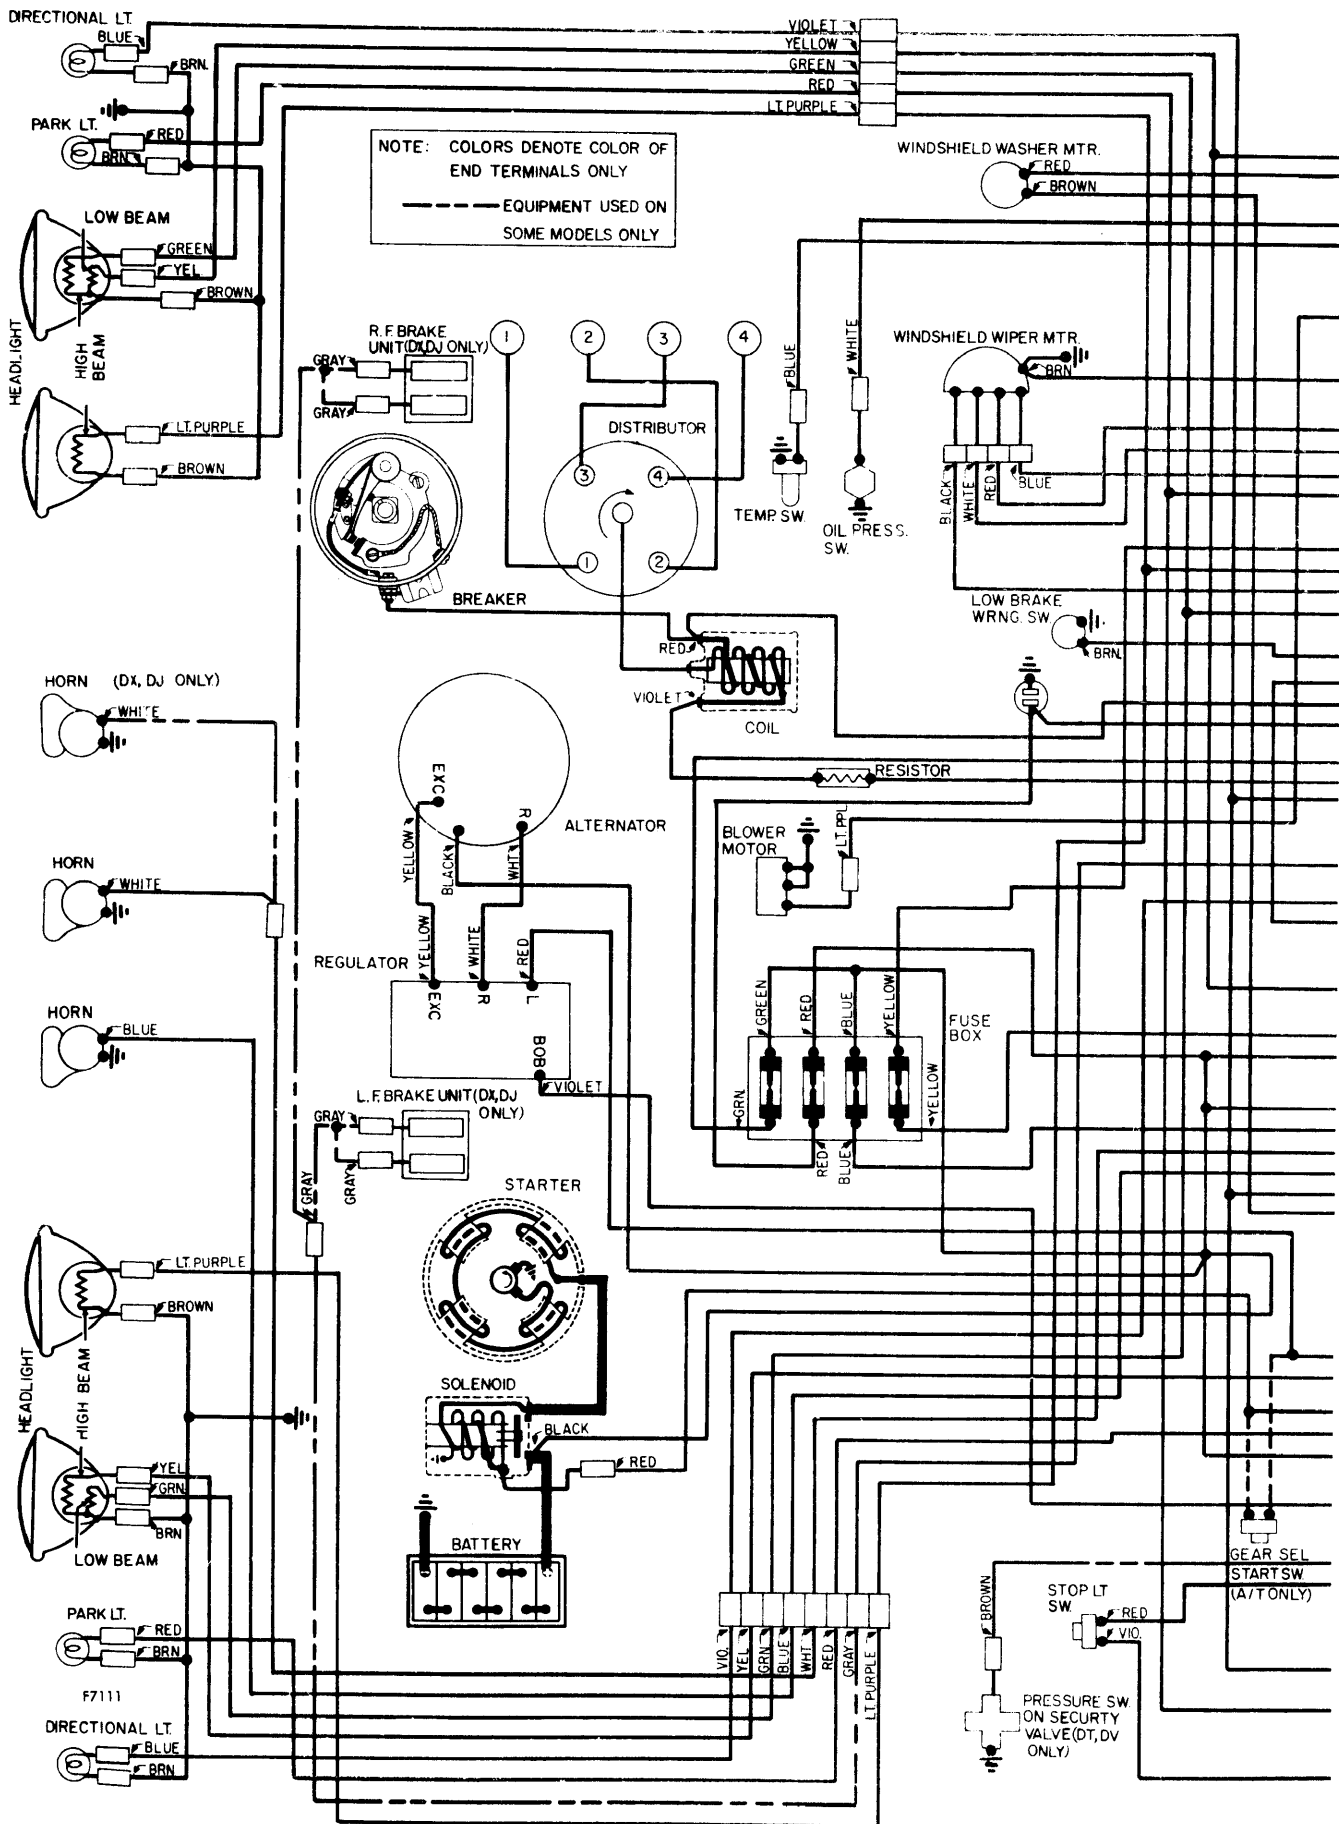 DIRECTIONAL LT.
BLUE
BRN.
PARK LT.
RED
BRN
LOW BEAM
GREEN
YEL
BROWN
HEADLIGHT
HIGH
BEAM
LT. PURPLE
BROWN
VIOLET
YELLOW
GREEN
RED
LT. PURPLE
NOTE: COLORS DENOTE COLOR OF
END TERMINALS ONLY
EQUIPMENT USED ON
SOME MODELS ONLY
WINDSHIELD WASHER MTR.
RED
BROWN
R.F. BRAKE
UNIT(DX,DJ ONLY)
GRAY
GRAY
1
2
3
4
DISTRIBUTOR
3
4
1
2
BLUE
WHITE
TEMP. SW.
OIL PRESS.
SW.
WINDSHIELD WIPER MTR.
BRN
BLACK
WHITE
RED
BLUE
BREAKER
LOW BRAKE
WRNG. SW.
BRN.
RED
VIOLET
COIL
RESISTOR
HORN (DX, DJ ONLY)
WHITE
EXC
R
ALTERNATOR
YELLOW
BLACK
WHT
BLOWER
MOTOR
LT. PPL
HORN
WHITE
REGULATOR
YELLOW
WHITE
RED
EXC
R
L
BOB
VIOLET
HORN
BLUE
GREEN
RED
BLUE
YELLOW
FUSE
BOX
GRN.
RED
BLUE
YELLOW
L.F. BRAKE UNIT(DX,DJ
ONLY)
GRAY
GRAY
GRAY
STARTER
LT. PURPLE
BROWN
HEADLIGHT
HIGH BEAM
SOLENOID
BLACK
RED
YEL
GRN.
BRN
LOW BEAM
BATTERY
GEAR SEL
START SW.
(A/T ONLY)
BROWN
STOP LT
SW.
RED
VIO.
PARK LT.
RED
BRN
VIO.
YEL
GRN
BLUE
WHT
RED
GRAY
LT. PURPLE
F7111
PRESSURE SW.
ON SECURTY
VALVE(DT,DV
ONLY)
DIRECTIONAL LT.
BLUE
BRN